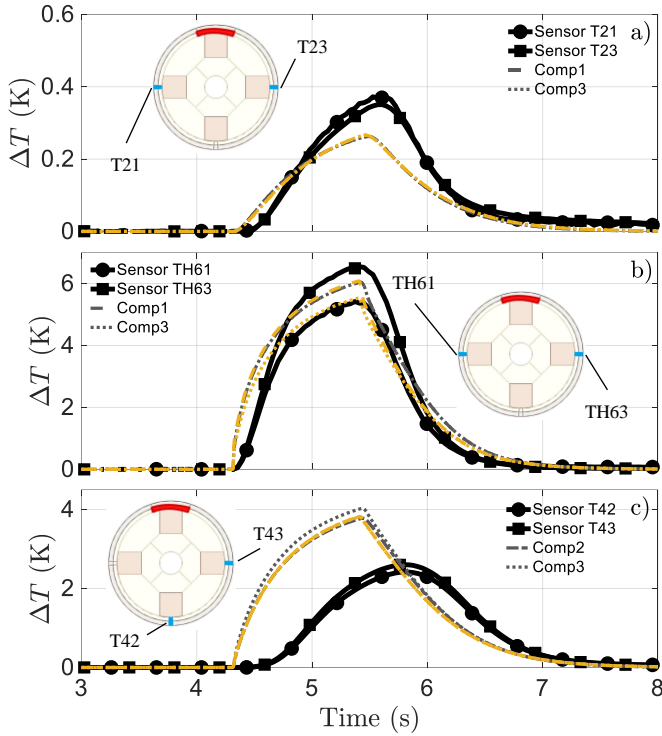 0.6
0.4
0.2
0
ΔT (K)
T23
T21
Sensor T21
Sensor T23
Comp1
Comp3
a)
6
4
2
0
ΔT (K)
Sensor TH61
Sensor TH63
Comp1
Comp3
TH61
TH63
b)
4
2
0
ΔT (K)
T43
T42
Sensor T42
Sensor T43
Comp2
Comp3
c)
3 4 5 6 7 8
Time (s)